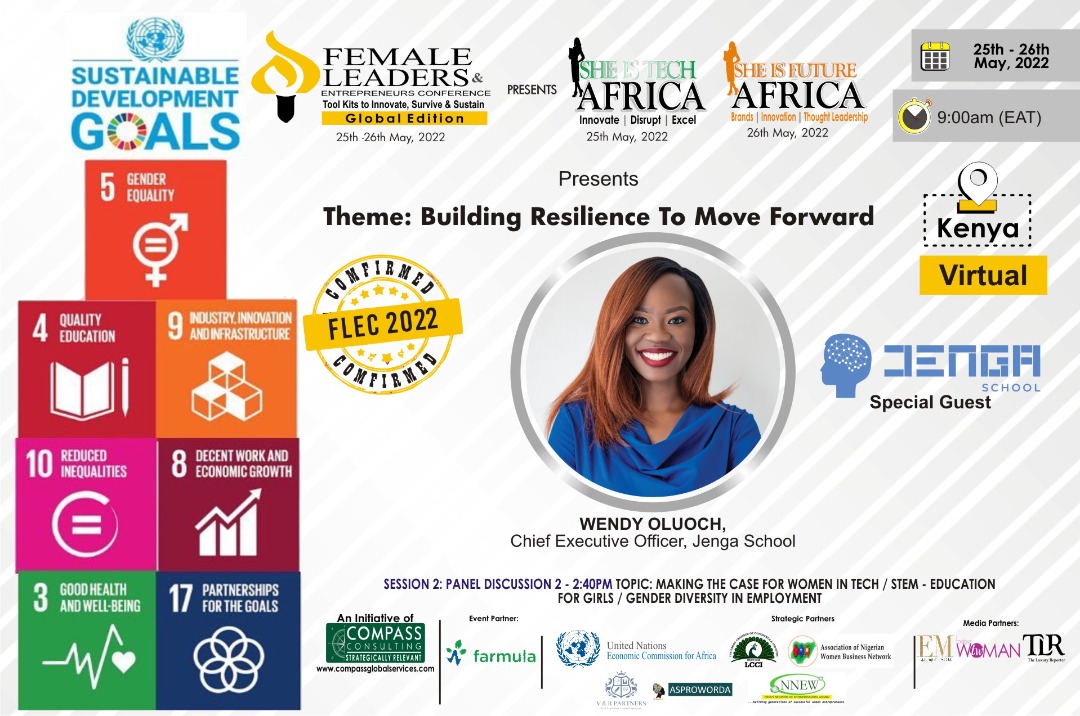 SUSTAINABLE
DEVELOPMENT
GOALS
5 GENDER
EQUALITY
4 QUALITY
EDUCATION
9 INDUSTRY, INNOVATION
AND INFRASTRUCTURE
10 REDUCED
INEQUALITIES
8 DECENT WORK AND
ECONOMIC GROWTH
3 GOOD HEALTH
AND WELL-BEING
17 PARTNERSHIPS
FOR THE GOALS
FEMALE
LEADERS &
ENTREPRENEURS CONFERENCE
Tool Kits to Innovate, Survive & Sustain
Global Edition
25th -26th May, 2022
PRESENTS
SHE IS TECH
AFRICA
Innovate | Disrupt | Excel
25th May, 2022
SHE IS FUTURE
AFRICA
Brands | Innovation | Thought Leadership
26th May, 2022
25th - 26th
May, 2022
9:00am (EAT)
Presents
Theme: Building Resilience To Move Forward
Kenya
Virtual
CONFIRMED
FLEC 2022
CONFIRMED
JENGA
SCHOOL
Special Guest
WENDY OLUOCH,
Chief Executive Officer, Jenga School
SESSION 2: PANEL DISCUSSION 2 - 2:40PM TOPIC: MAKING THE CASE FOR WOMEN IN TECH / STEM - EDUCATION
FOR GIRLS / GENDER DIVERSITY IN EMPLOYMENT
An Initiative of
COMPASS
CONSULTING
STRATEGICALLY RELEVANT
www.compassglobalservices.com
Event Partner:
farmula
Strategic Partners
United Nations
Economic Commission for Africa
LCCI
Association of Nigerian
Women Business Network
V & R PARTNERS
ASPROWORDA
NNEW
Media Partners:
EM
WOMAN
TLR
The Luxury Reporter